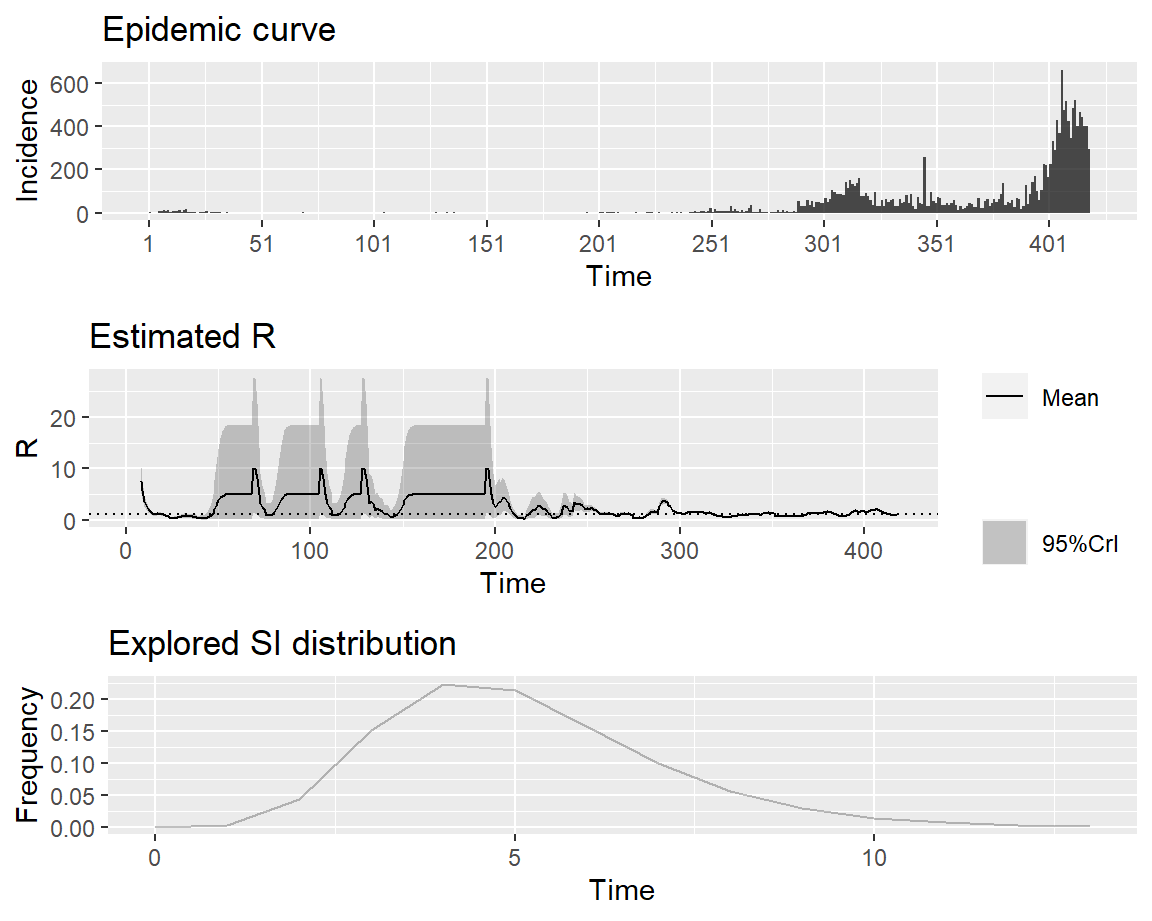 Epidemic curve
Incidence
600
400
200
0
1 51 101 151 201 251 301 351 401
Time
Estimated R
R
20
10
0
0 100 200 300 400
Time
Mean
95%CrI
Explored SI distribution
Frequency
0.20
0.15
0.10
0.05
0.00
0 5 10
Time